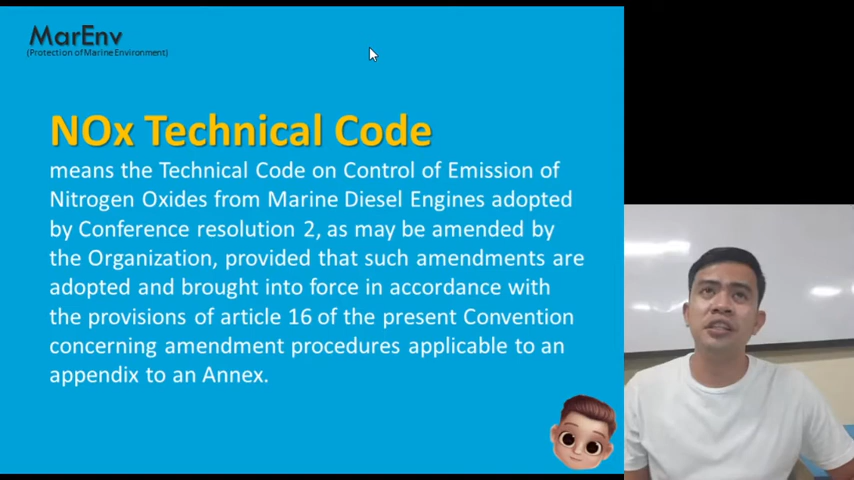 MarEnv
(Protection of Marine Environment)
NOx Technical Code
means the Technical Code on Control of Emission of
Nitrogen Oxides from Marine Diesel Engines adopted
by Conference resolution 2, as may be amended by
the Organization, provided that such amendments are
adopted and brought into force in accordance with
the provisions of article 16 of the present Convention
concerning amendment procedures applicable to an
appendix to an Annex.